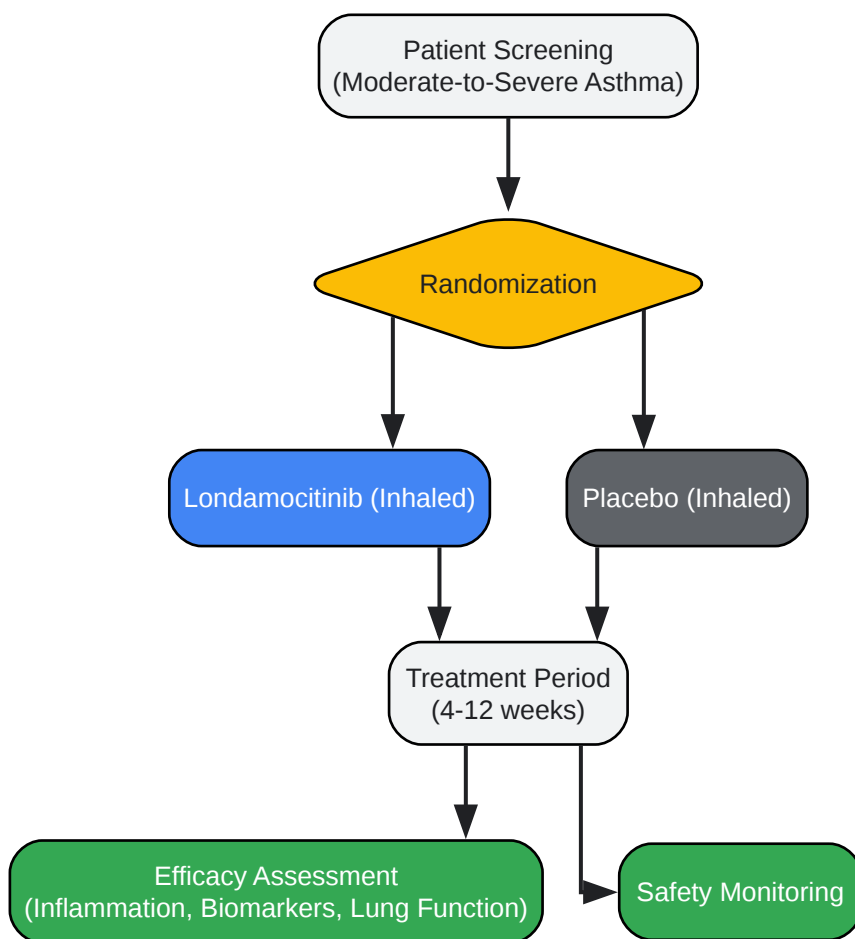 Patient Screening
(Moderate-to-Severe Asthma)
Randomization
Londamocitinib (Inhaled)
Placebo (Inhaled)
Treatment Period
(4-12 weeks)
Efficacy Assessment
(Inflammation, Biomarkers, Lung Function)
Safety Monitoring